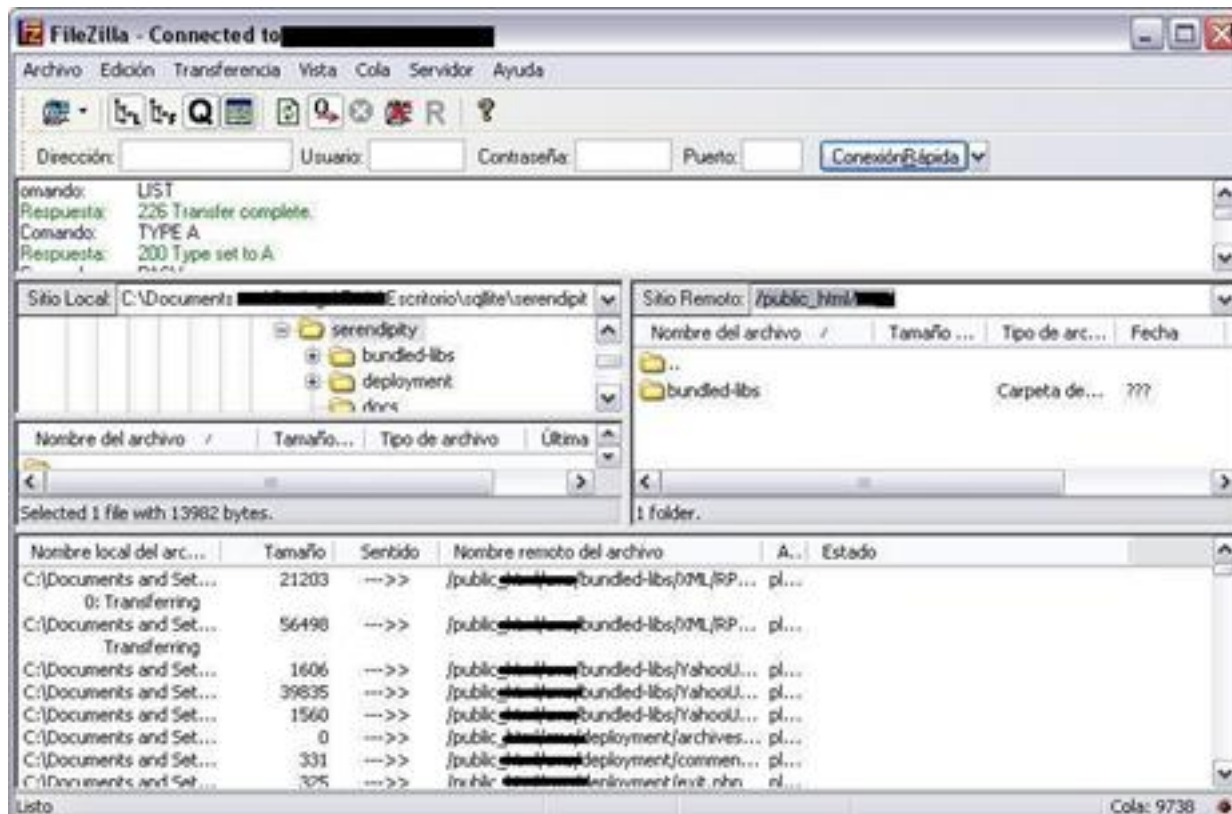 FileZilla - Connected to
Archivo Edición Transferencia Vista Cola Servidor Ayuda
Dirección: Usuario: Contraseña: Puerto: ConexiónRápida
omando: LIST
Respuesta: 226 Transfer complete.
Comando: TYPE A
Respuesta: 200 Type set to A
Sitio Local: C:\Documents Escritorio\sqllite\serendipit
serendipity
bundled-libs
deployment
docs
Nombre del archivo / Tamaño... Tipo de archivo Última
Selected 1 file with 13982 bytes.
Sitio Remoto: /public_html/
Nombre del archivo / Tamaño ... Tipo de arc... Fecha
..
bundled-libs Carpeta de... ???
1 folder.
Nombre local del arc... Tamaño Sentido Nombre remoto del archivo A.. Estado
C:\Documents and Set... 21203 --->> /public_html/ /bundled-libs/XML/RP... pl...
0: Transferring
C:\Documents and Set... 56498 --->> /public /bundled-libs/XML/RP... pl...
Transferring
C:\Documents and Set... 1606 --->> /public /bundled-libs/YahooU... pl...
C:\Documents and Set... 39835 --->> /public /bundled-libs/YahooU... pl...
C:\Documents and Set... 1560 --->> /public /bundled-libs/YahooU... pl...
C:\Documents and Set... 0 --->> /public /deployment/archives... pl...
C:\Documents and Set... 331 --->> /public /deployment/commen... pl...
C:\Documents and Set... 325 --->> /public /deployment/exit.php pl...
Listo Cola: 9738